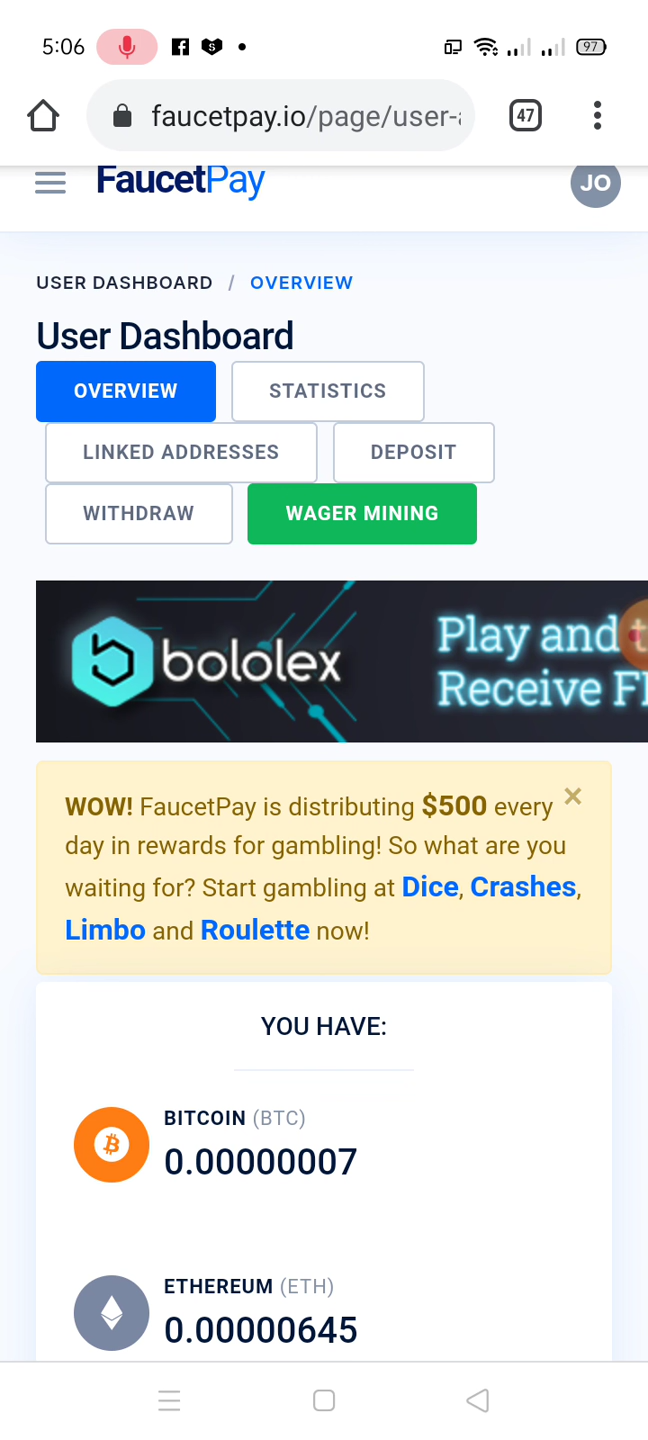 5:06
97
faucetpay.io/page/user-
47
FaucetPay
JO
USER DASHBOARD / OVERVIEW
User Dashboard
OVERVIEW
STATISTICS
LINKED ADDRESSES
DEPOSIT
WITHDRAW
WAGER MINING
bololex
Play and t
Receive F
WOW! FaucetPay is distributing $500 every
day in rewards for gambling! So what are you
waiting for? Start gambling at Dice, Crashes,
Limbo and Roulette now!
YOU HAVE:
BITCOIN (BTC)
0.00000007
ETHEREUM (ETH)
0.00000645